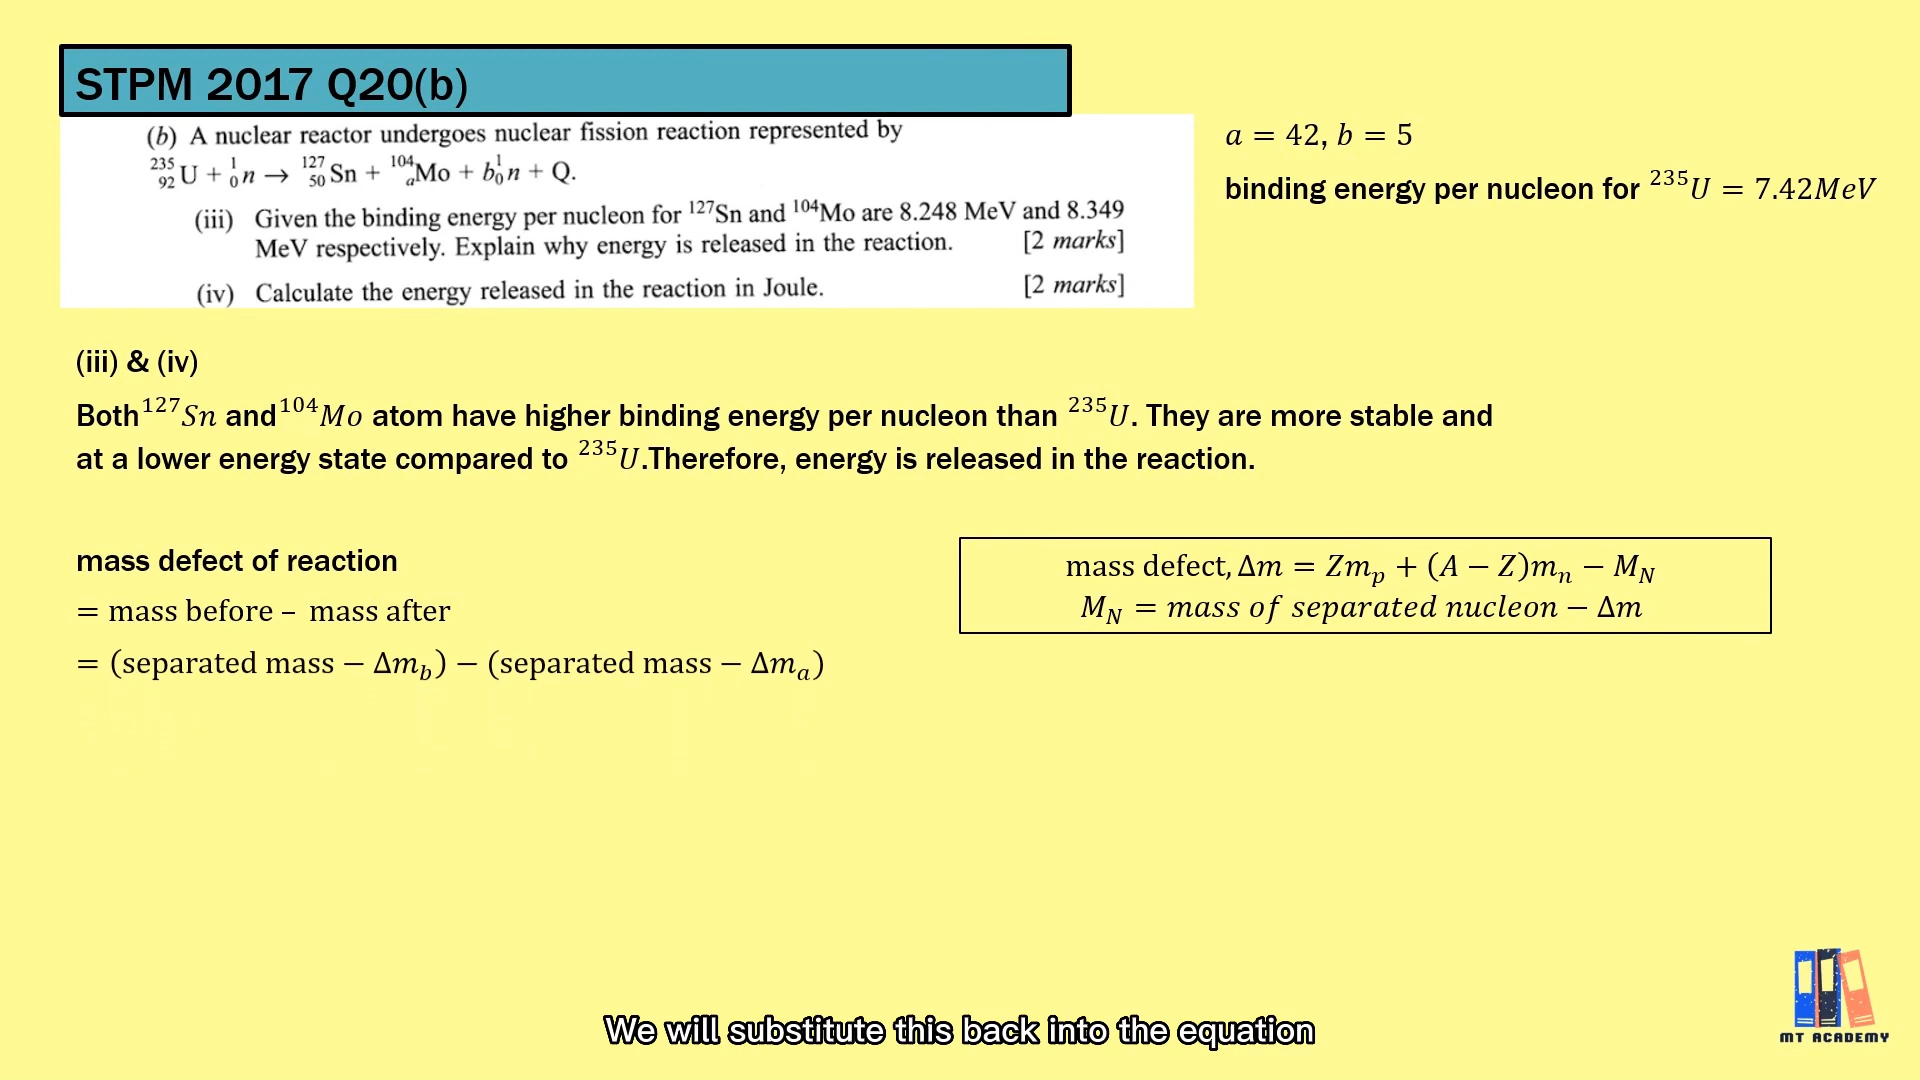 STPM 2017 Q20(b)
(b) A nuclear reactor undergoes nuclear fission reaction represented by
²³⁵₉₂U + ¹₀n → ¹²⁷₅₀Sn + ¹⁰⁴ₐMo + b¹₀n + Q.
(iii) Given the binding energy per nucleon for ¹²⁷Sn and ¹⁰⁴Mo are 8.248 MeV and 8.349
MeV respectively. Explain why energy is released in the reaction. [2 marks]
(iv) Calculate the energy released in the reaction in Joule. [2 marks]
a = 42, b = 5
binding energy per nucleon for ²³⁵U = 7.42MeV
(iii) & (iv)
Both ¹²⁷Sn and ¹⁰⁴Mo atom have higher binding energy per nucleon than ²³⁵U. They are more stable and
at a lower energy state compared to ²³⁵U.Therefore, energy is released in the reaction.
mass defect of reaction
= mass before – mass after
= (separated mass − Δm_b) − (separated mass − Δm_a)
mass defect, Δm = Zm_p + (A − Z)m_n − M_N
M_N = mass of separated nucleon − Δm
We will substitute this back into the equation
MT ACADEMY